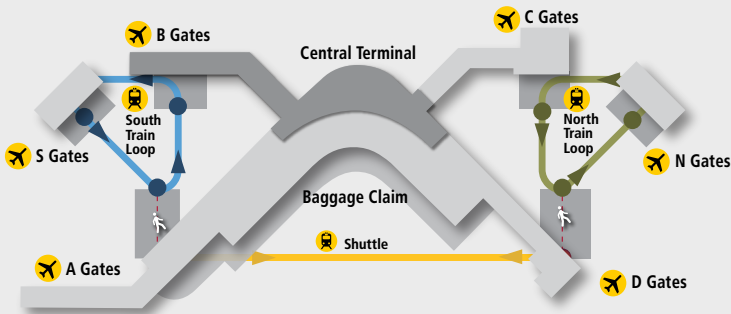 B Gates
Central Terminal
C Gates
South
Train
Loop
North
Train
Loop
S Gates
N Gates
Baggage Claim
Shuttle
A Gates
D Gates